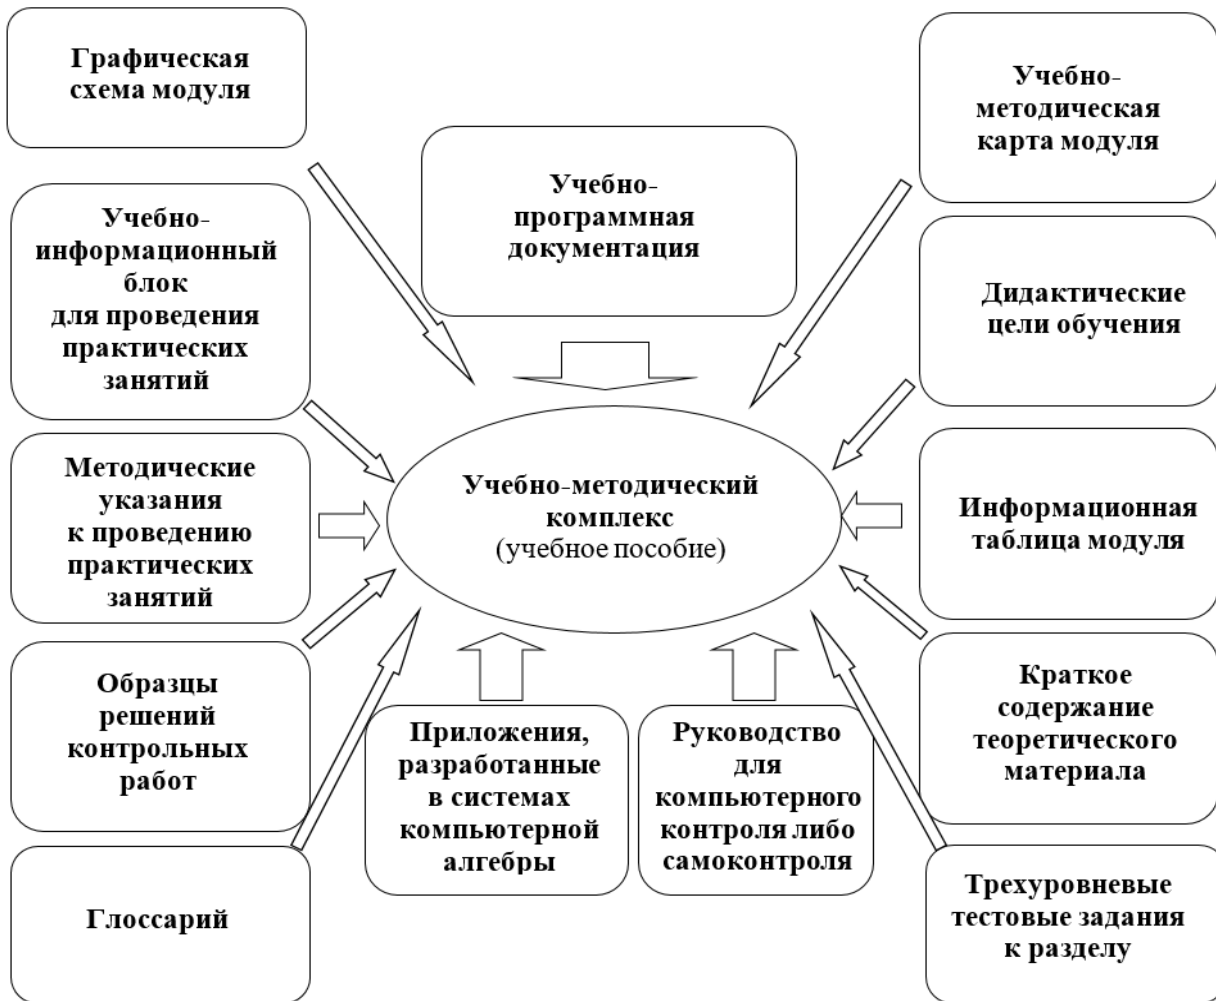 Графическая
схема модуля
Учебно-
методическая
карта модуля
Учебно-
программная
документация
Учебно-
информационный
блок
для проведения
практических
занятий
Дидактические
цели обучения
Методические
указания
к проведению
практических
занятий
Учебно-методический
комплекс
(учебное пособие)
Информационная
таблица модуля
Образцы
решений
контрольных
работ
Приложения,
разработанные
в системах
компьютерной
алгебры
Руководство
для
компьютерного
контроля либо
самоконтроля
Краткое
содержание
теоретического
материала
Глоссарий
Трехуровневые
тестовые задания
к разделу